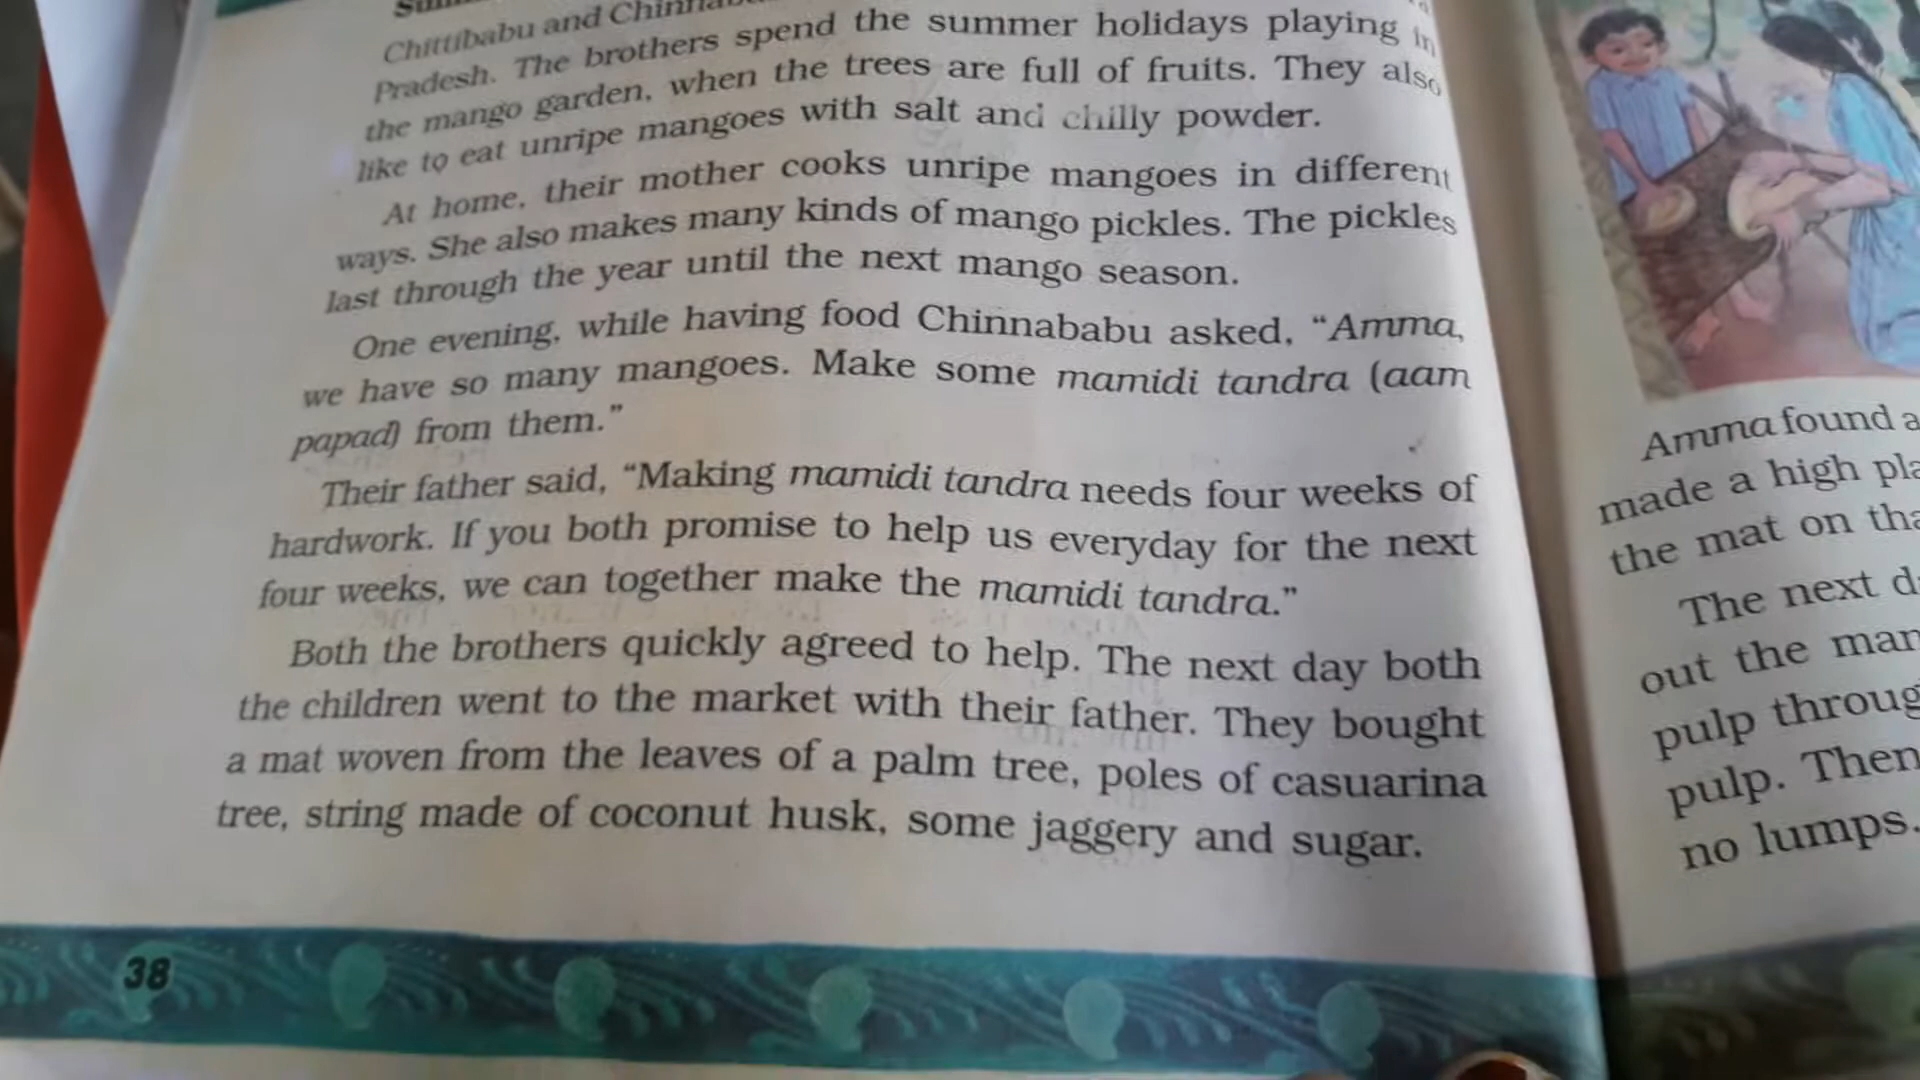 Chittibabu and
Pradesh. The brothers spend the summer holidays playing in
the mango garden, when the trees are full of fruits. They also
like to eat unripe mangoes with salt and chilly powder.
At home, their mother cooks unripe mangoes in different
ways. She also makes many kinds of mango pickles. The pickles
last through the year until the next mango season.
One evening, while having food Chinnababu asked, “Amma,
we have so many mangoes. Make some mamidi tandra (aam
papad) from them.”
Their father said, “Making mamidi tandra needs four weeks of
hardwork. If you both promise to help us everyday for the next
four weeks, we can together make the mamidi tandra.”
Both the brothers quickly agreed to help. The next day both
the children went to the market with their father. They bought
a mat woven from the leaves of a palm tree, poles of casuarina
tree, string made of coconut husk, some jaggery and sugar.
38
Amma found
made a high
the mat on
The next
out the
pulp
pulp. Then
no lumps.